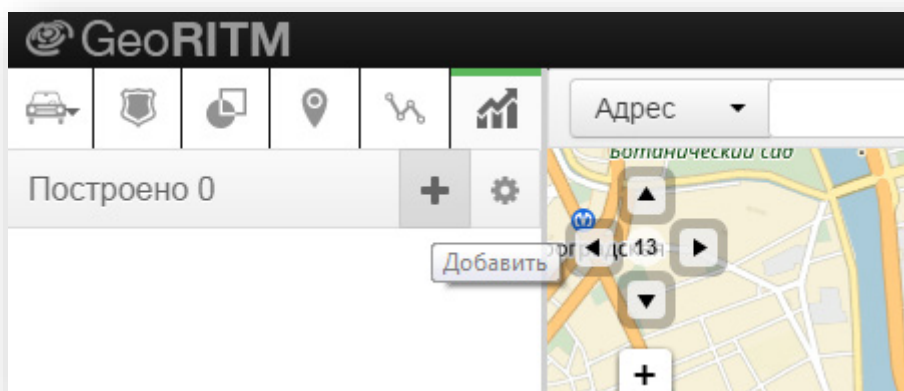 GeoRITM
Адрес
Ботанический сад
Построено 0
13
Добавить